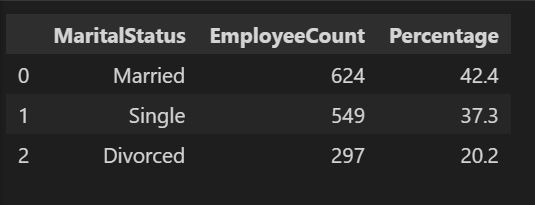 MaritalStatus EmployeeCount Percentage
0 Married 624 42.4
1 Single 549 37.3
2 Divorced 297 20.2